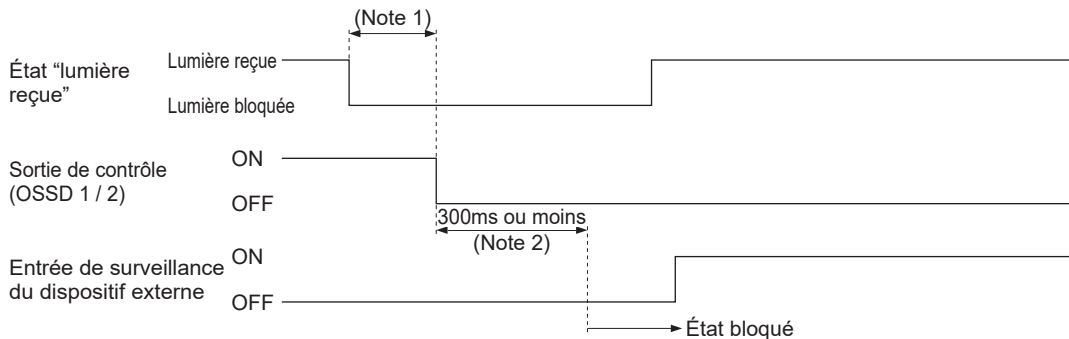 (Note 1)
État “lumière
reçue”
Lumière reçue
Lumière bloquée
Sortie de contrôle
(OSSD 1 / 2)
ON
OFF
300ms ou moins
(Note 2)
Entrée de surveillance
du dispositif externe
ON
OFF
État bloqué